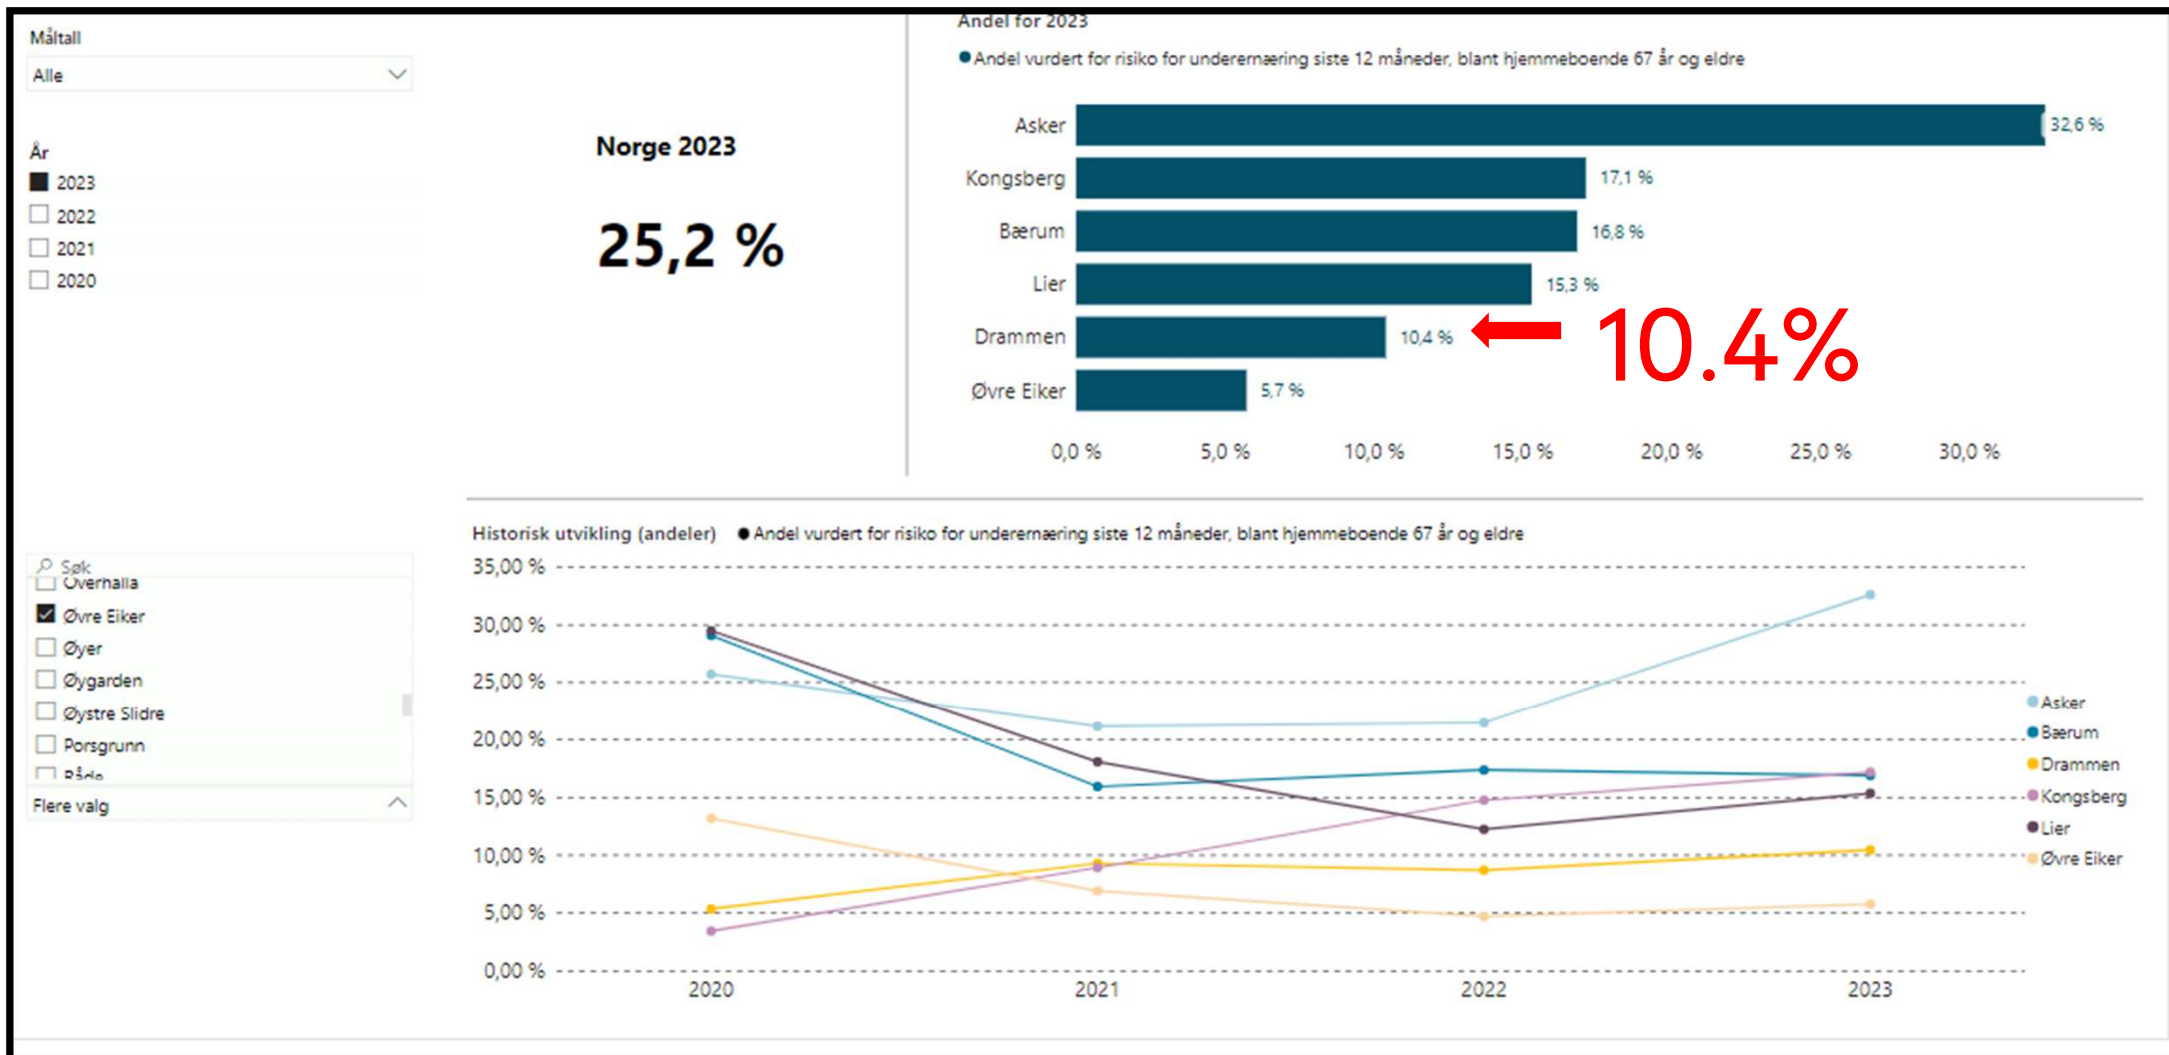 Måltall
Alle
År
2023
2022
2021
2020
Norge 2023
25,2 %
Andel for 2023
Andel vurdert for risiko for underernæring siste 12 måneder, blant hjemmeboende 67 år og eldre
Asker 32,6 %
Kongsberg 17,1 %
Bærum 16,8 %
Lier 15,3 %
Drammen 10,4 % 10.4%
Øvre Eiker 5,7 %
0,0 % 5,0 % 10,0 % 15,0 % 20,0 % 25,0 % 30,0 %
Søk
Overhalla
Øvre Eiker
Øyer
Øygarden
Øystre Slidre
Porsgrunn
Råde
Flere valg
Historisk utvikling (andeler) Andel vurdert for risiko for underernæring siste 12 måneder, blant hjemmeboende 67 år og eldre
35,00 %
30,00 %
25,00 %
20,00 %
15,00 %
10,00 %
5,00 %
0,00 %
2020 2021 2022 2023
Asker
Bærum
Drammen
Kongsberg
Lier
Øvre Eiker